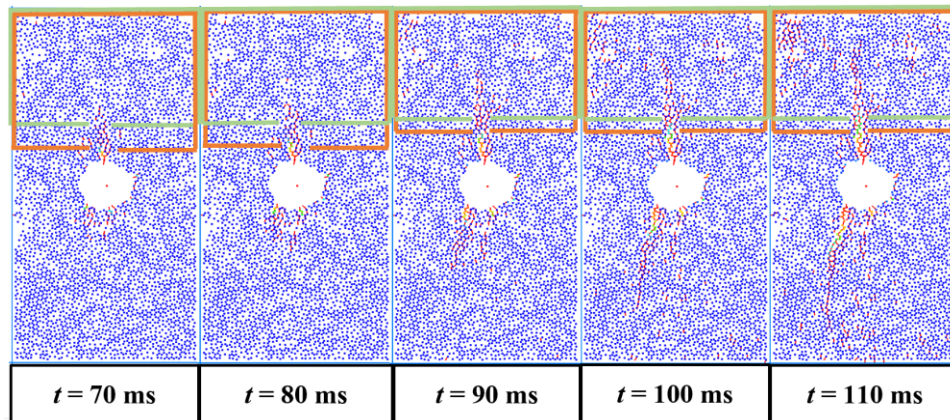 t = 70 ms
t = 80 ms
t = 90 ms
t = 100 ms
t = 110 ms